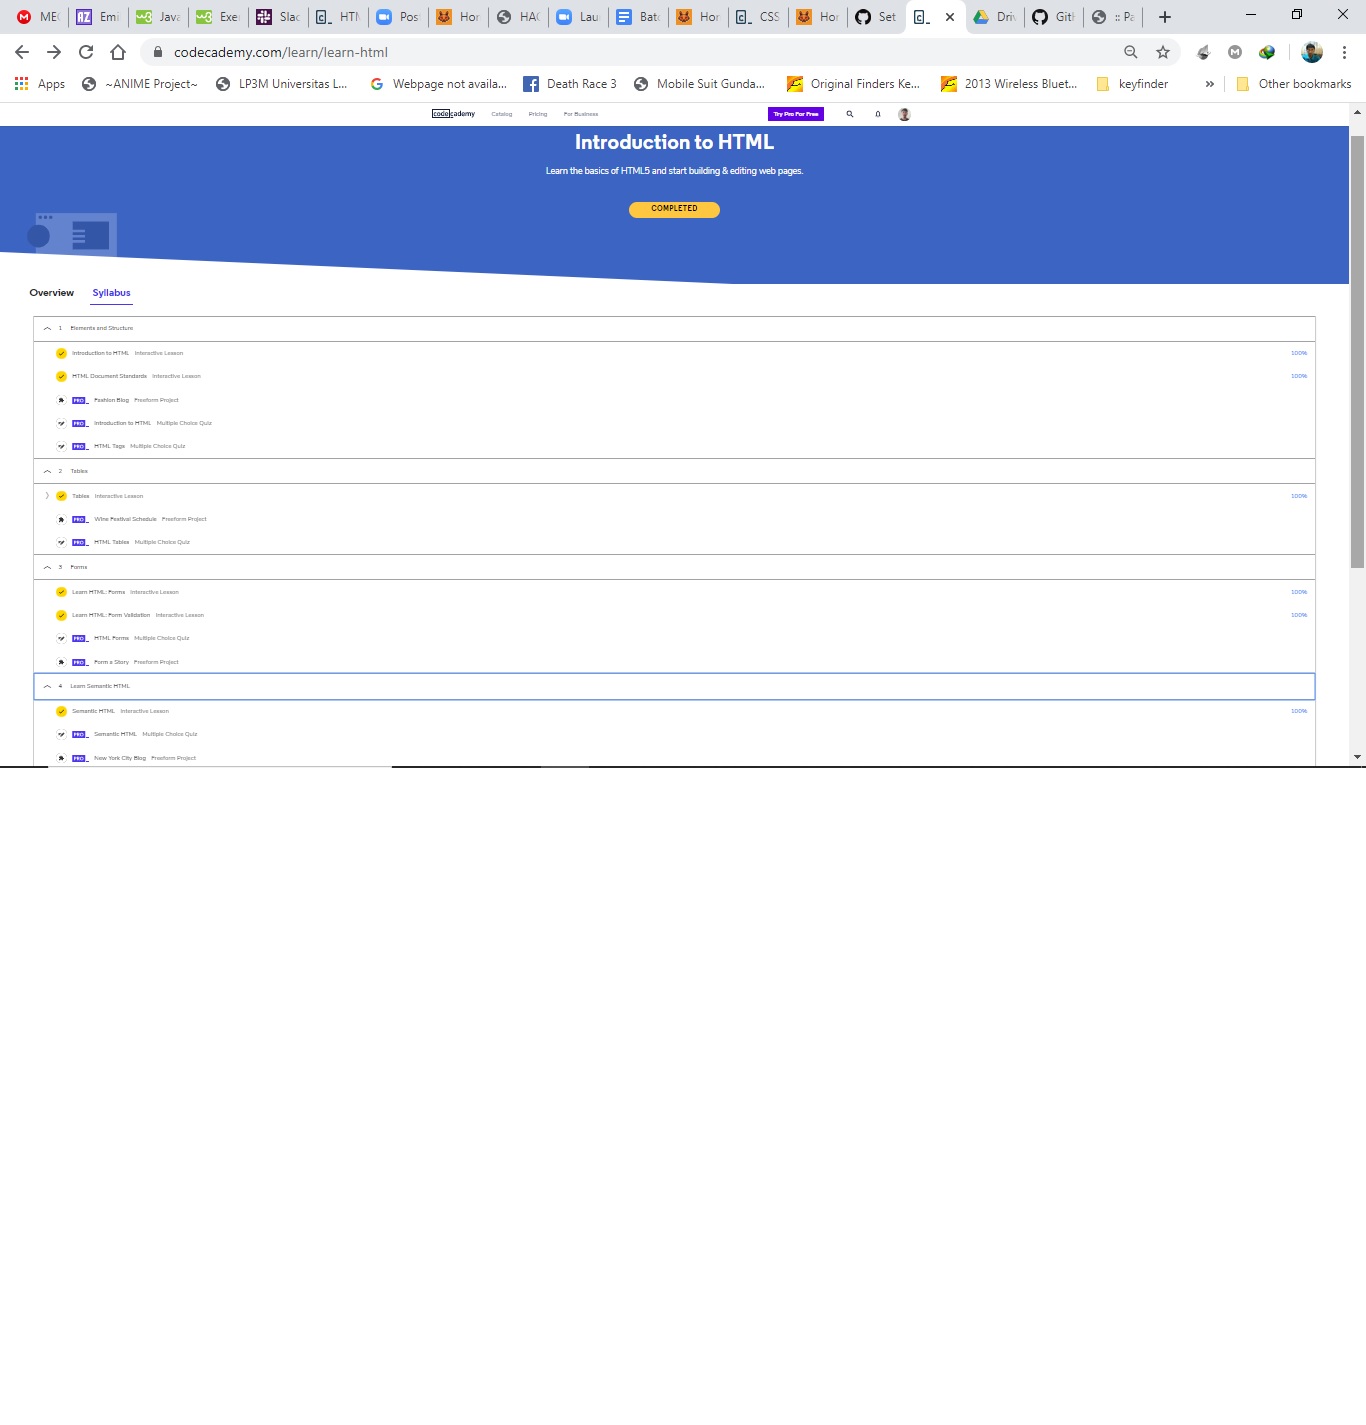 MEG Emi Java Exer Slac HTM Pos Hor HAC Lau Batc Hor CSS Hor Set Driv GitH :: Pa
codecademy.com/learn/learn-html
Apps ~ANIME Project~ LP3M Universitas L... Webpage not availa... Death Race 3 Mobile Suit Gunda... Original Finders Ke... 2013 Wireless Bluet... keyfinder » Other bookmarks
codecademy Catalog Pricing For Business Try Pro For Free
Introduction to HTML
Learn the basics of HTML5 and start building & editing web pages.
COMPLETED
Overview Syllabus
1 Elements and Structure
Introduction to HTML Interactive Lesson 100%
HTML Document Standards Interactive Lesson 100%
PRO Fashion Blog Freeform Project
PRO Introduction to HTML Multiple Choice Quiz
PRO HTML Tags Multiple Choice Quiz
2 Tables
Tables Interactive Lesson 100%
PRO Wine Festival Schedule Freeform Project
PRO HTML Tables Multiple Choice Quiz
3 Forms
Learn HTML: Forms Interactive Lesson 100%
Learn HTML: Form Validation Interactive Lesson 100%
PRO HTML Forms Multiple Choice Quiz
PRO Form a Story Freeform Project
4 Learn Semantic HTML
Semantic HTML Interactive Lesson 100%
PRO Semantic HTML Multiple Choice Quiz
PRO New York City Blog Freeform Project